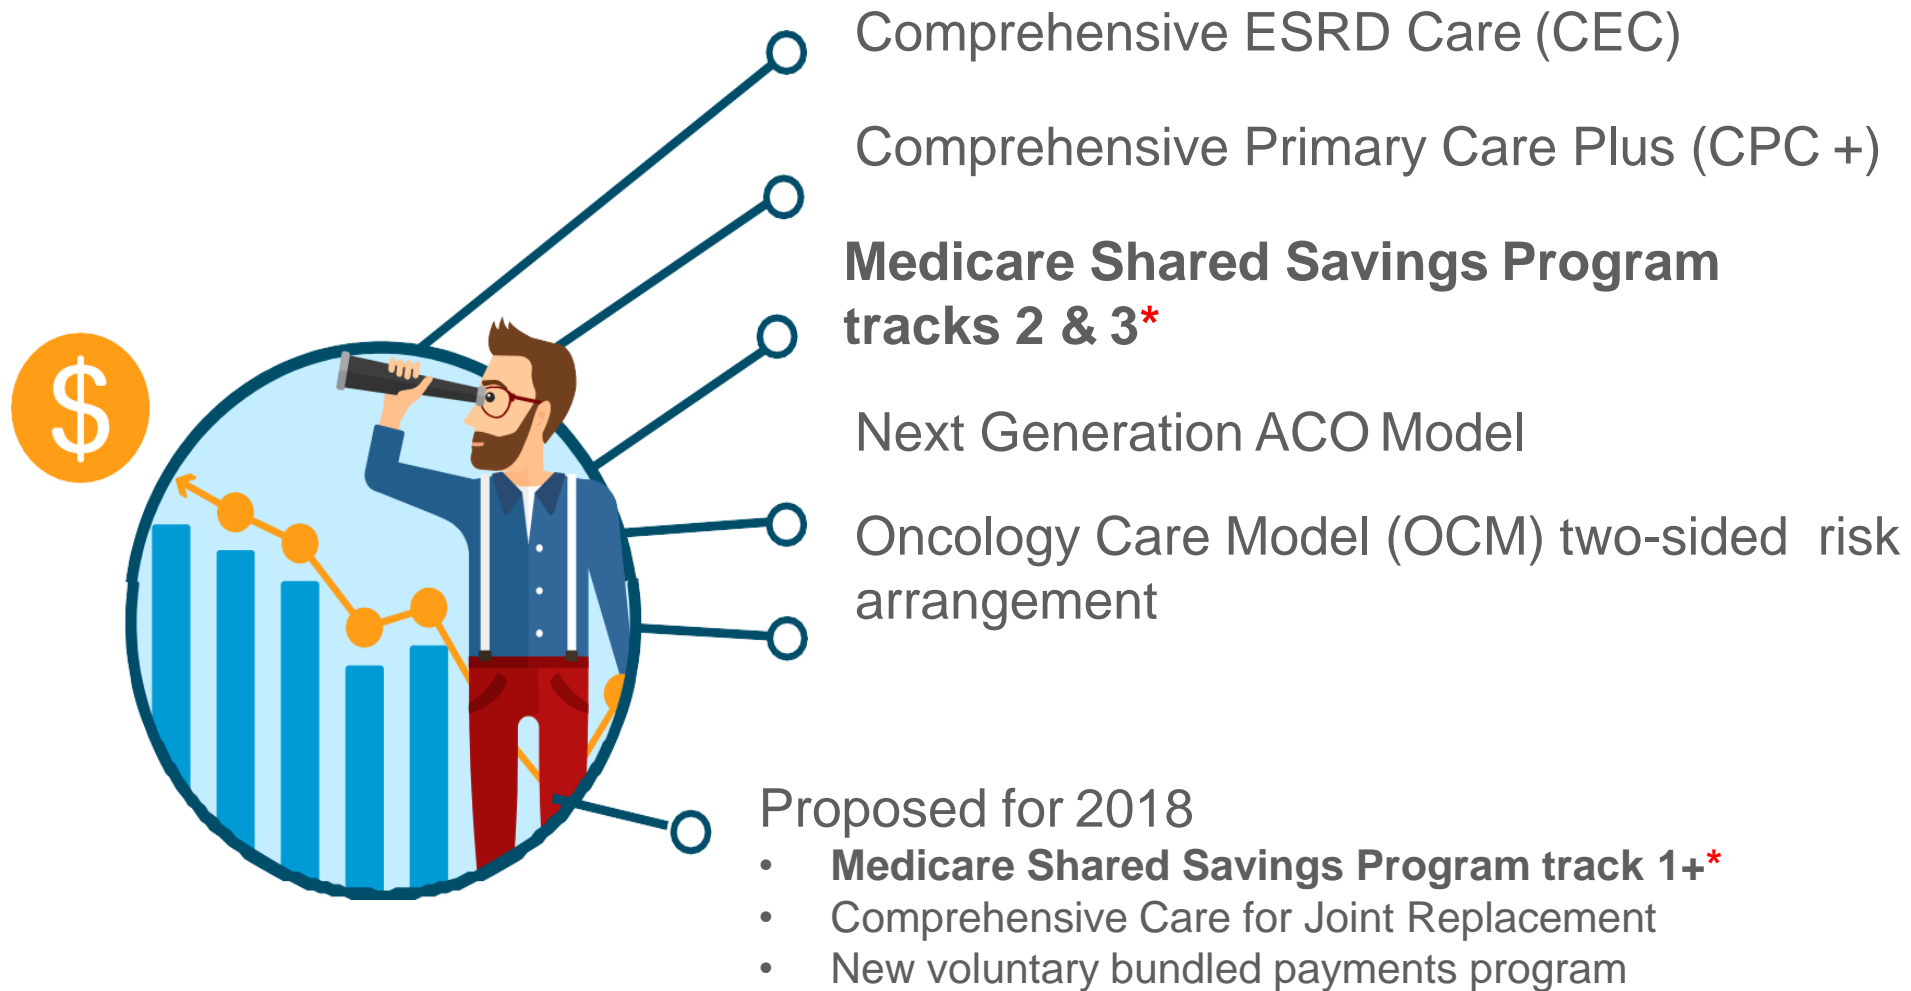 Comprehensive ESRD Care (CEC)
Comprehensive Primary Care Plus (CPC +)
Medicare Shared Savings Program
tracks 2 & 3*
$
Next Generation ACO Model
Oncology Care Model (OCM) two-sided risk
arrangement
Proposed for 2018
• Medicare Shared Savings Program track 1+*
• Comprehensive Care for Joint Replacement
• New voluntary bundled payments program